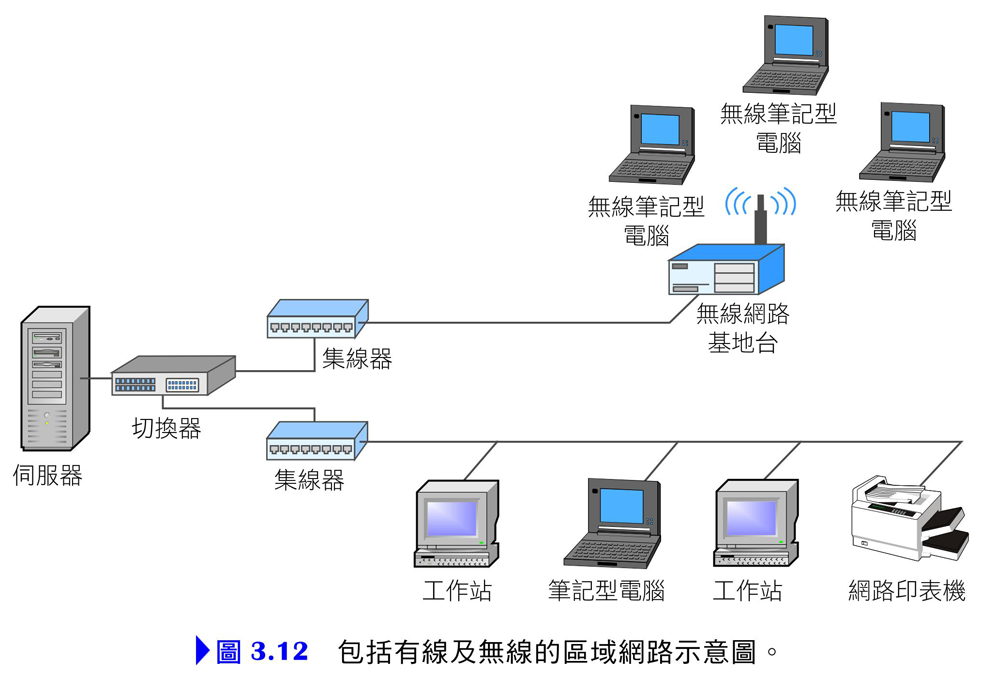 無線筆記型
電腦
無線筆記型
電腦
無線筆記型
電腦
無線網路
基地台
集線器
切換器
伺服器
集線器
工作站
筆記型電腦
工作站
網路印表機
圖 3.12 包括有線及無線的區域網路示意圖。